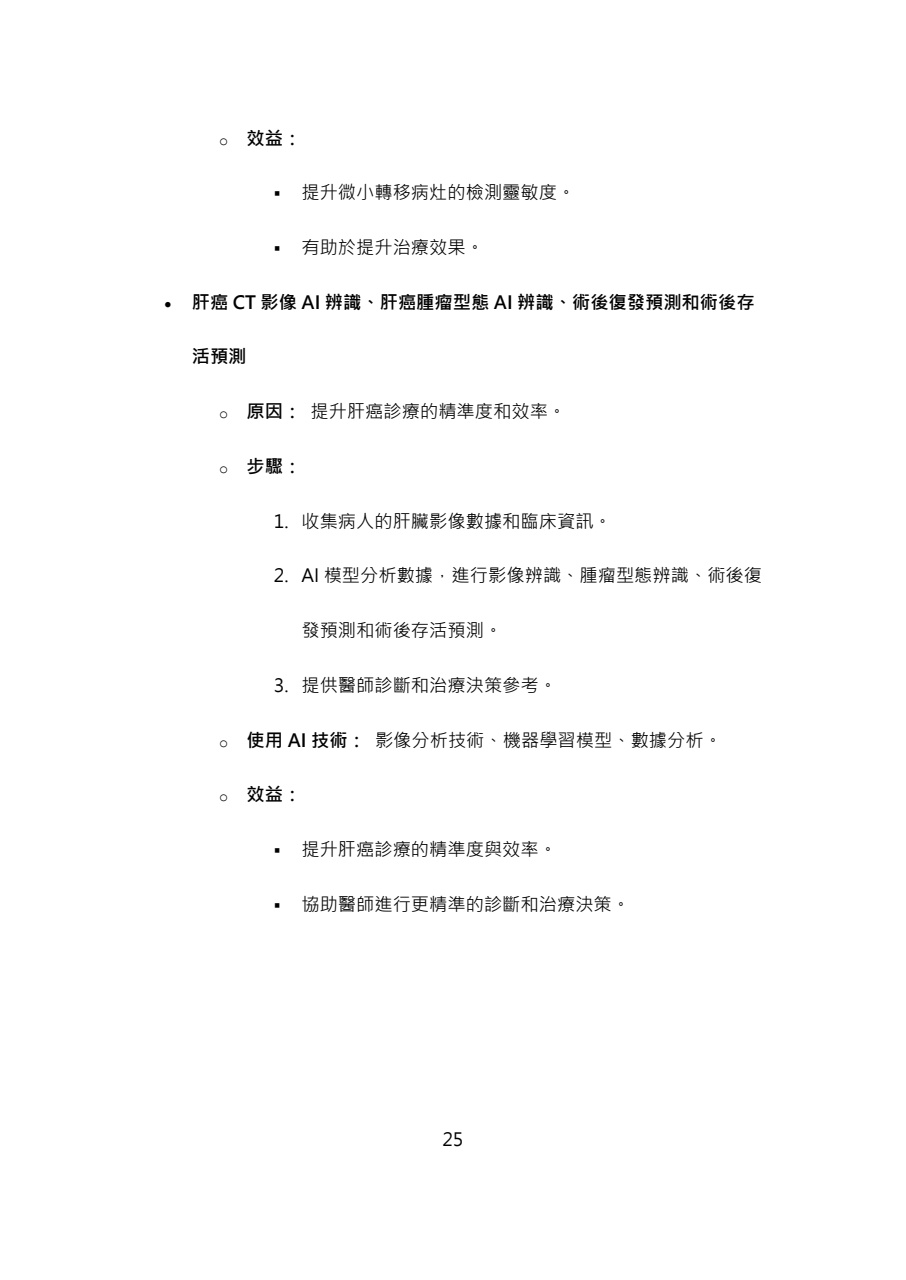 ○ 效益：
▪ 提升微小轉移病灶的檢測靈敏度。
▪ 有助於提升治療效果。
• 肝癌 CT 影像 AI 辨識、肝癌腫瘤型態 AI 辨識、術後復發預測和術後存
活預測
○ 原因： 提升肝癌診療的精準度和效率。
○ 步驟：
1. 收集病人的肝臟影像數據和臨床資訊。
2. AI 模型分析數據，進行影像辨識、腫瘤型態辨識、術後復
發預測和術後存活預測。
3. 提供醫師診斷和治療決策參考。
○ 使用 AI 技術： 影像分析技術、機器學習模型、數據分析。
○ 效益：
▪ 提升肝癌診療的精準度與效率。
▪ 協助醫師進行更精準的診斷和治療決策。
25